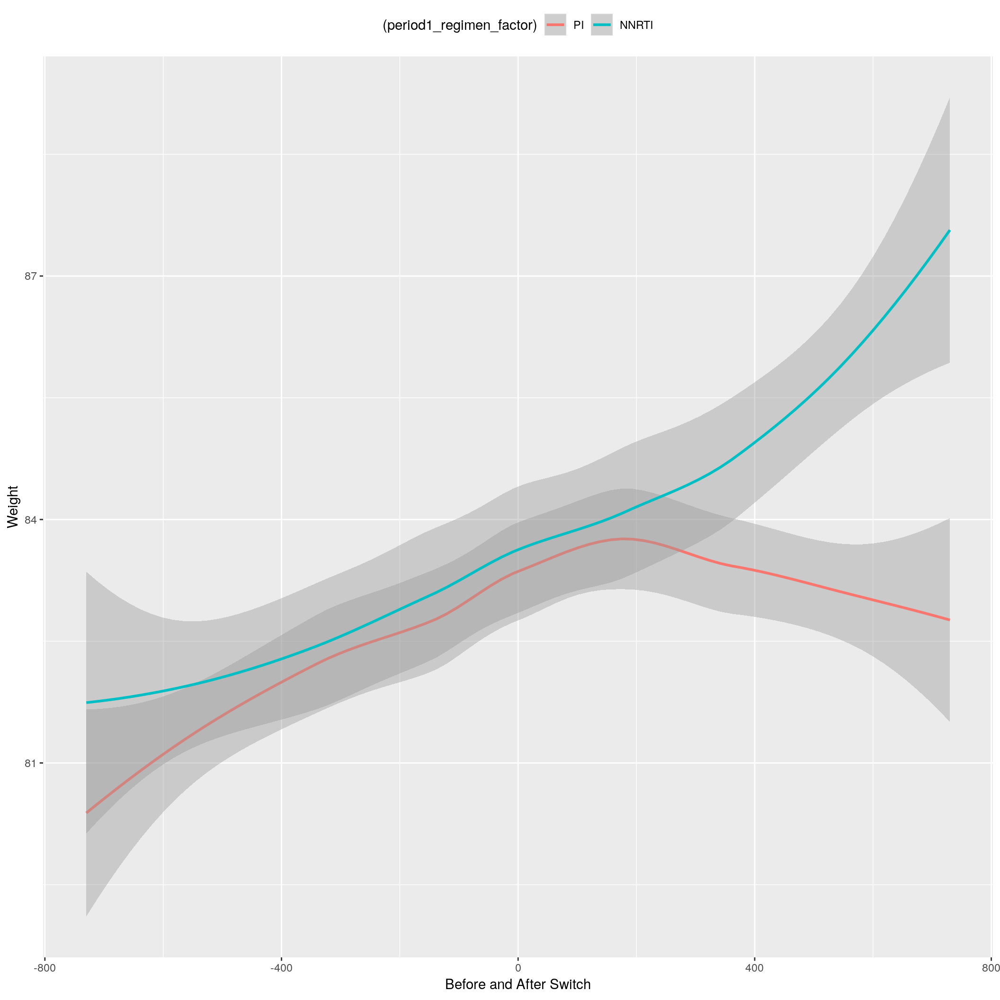 (period1_regimen_factor) PI NNRTI
Weight
87
84
81
-800 -400 0 400 800
Before and After Switch